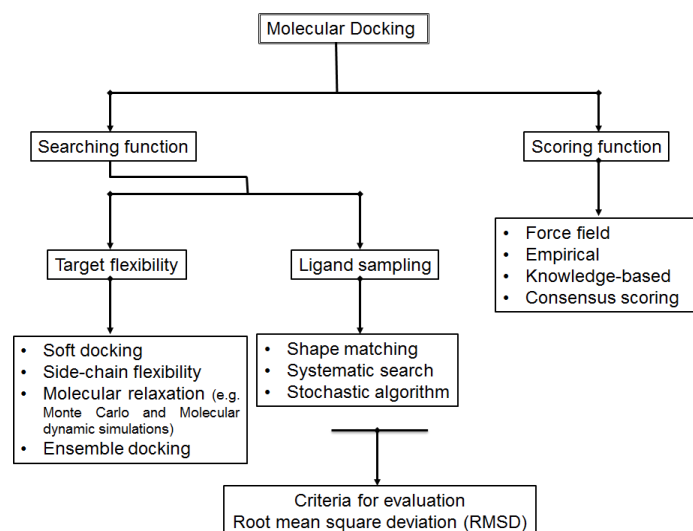 Molecular Docking
Searching function
Scoring function
• Force field
• Empirical
• Knowledge-based
• Consensus scoring
Target flexibility
Ligand sampling
• Soft docking
• Side-chain flexibility
• Molecular relaxation (e.g.
Monte Carlo and Molecular
dynamic simulations)
• Ensemble docking
• Shape matching
• Systematic search
• Stochastic algorithm
Criteria for evaluation
Root mean square deviation (RMSD)